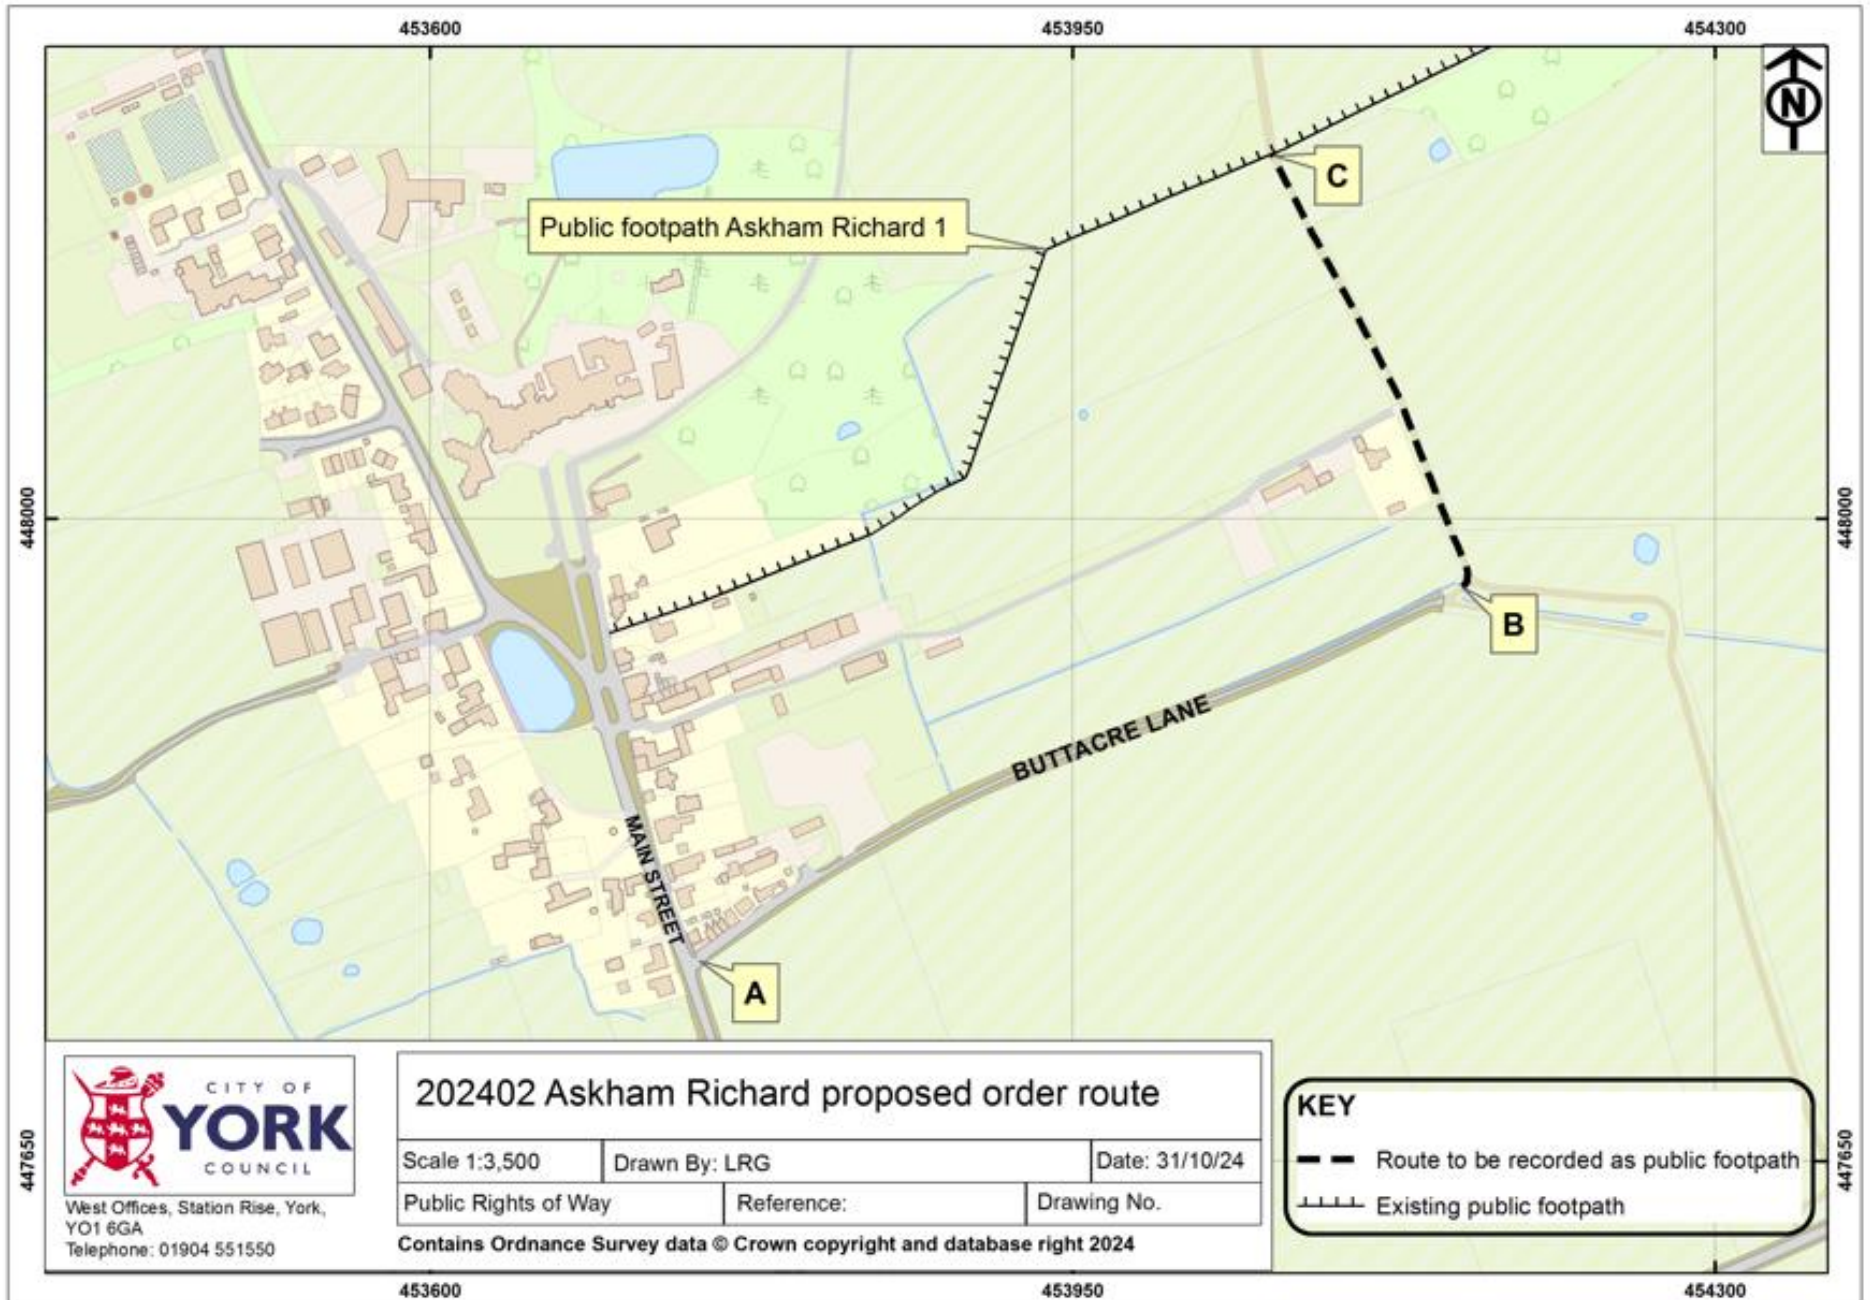 453600
453950
454300
N
C
Public footpath Askham Richard 1
448000
448000
B
BUTTACRE LANE
MAIN STREET
A
CITY OF
YORK
COUNCIL
West Offices, Station Rise, York,
YO1 6GA
Telephone: 01904 551550
202402 Askham Richard proposed order route
Scale 1:3,500
Drawn By: LRG
Date: 31/10/24
Public Rights of Way
Reference:
Drawing No.
Contains Ordnance Survey data © Crown copyright and database right 2024
KEY
Route to be recorded as public footpath
Existing public footpath
447650
447650
453600
453950
454300